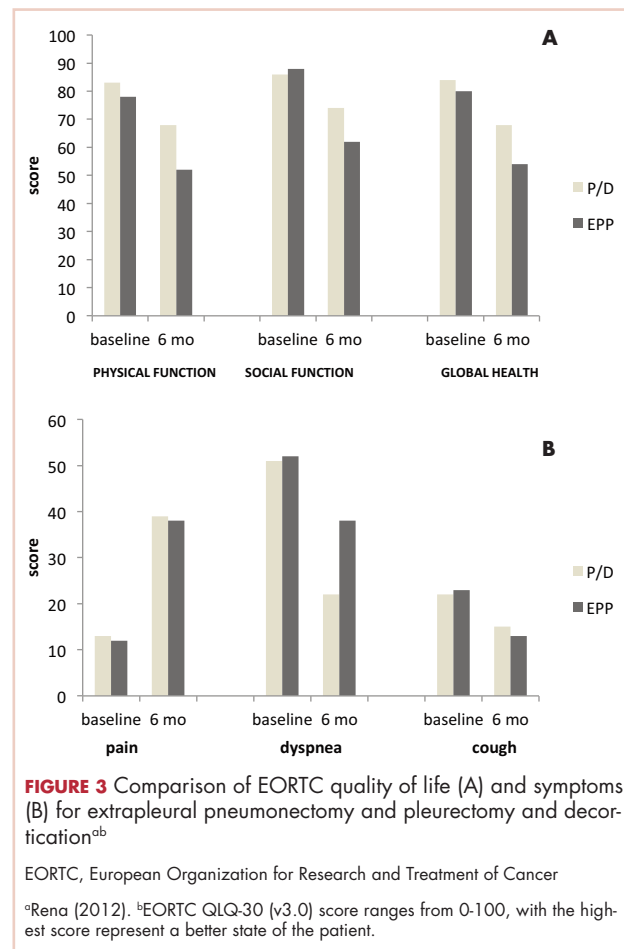 A
100
90
80
70
60
50
40
30
20
10
0
score
P/D
EPP
baseline 6 mo baseline 6 mo baseline 6 mo
PHYSICAL FUNCTION SOCIAL FUNCTION GLOBAL HEALTH
B
60
50
40
30
20
10
0
score
P/D
EPP
baseline 6 mo baseline 6 mo baseline 6 mo
pain dyspnea cough
FIGURE 3 Comparison of EORTC quality of life (A) and symptoms
(B) for extrapleural pneumonectomy and pleurectomy and decor-
ticationᵃᵇ
EORTC, European Organization for Research and Treatment of Cancer
ᵃRena (2012). ᵇEORTC QLQ-30 (v3.0) score ranges from 0-100, with the high-
est score represent a better state of the patient.